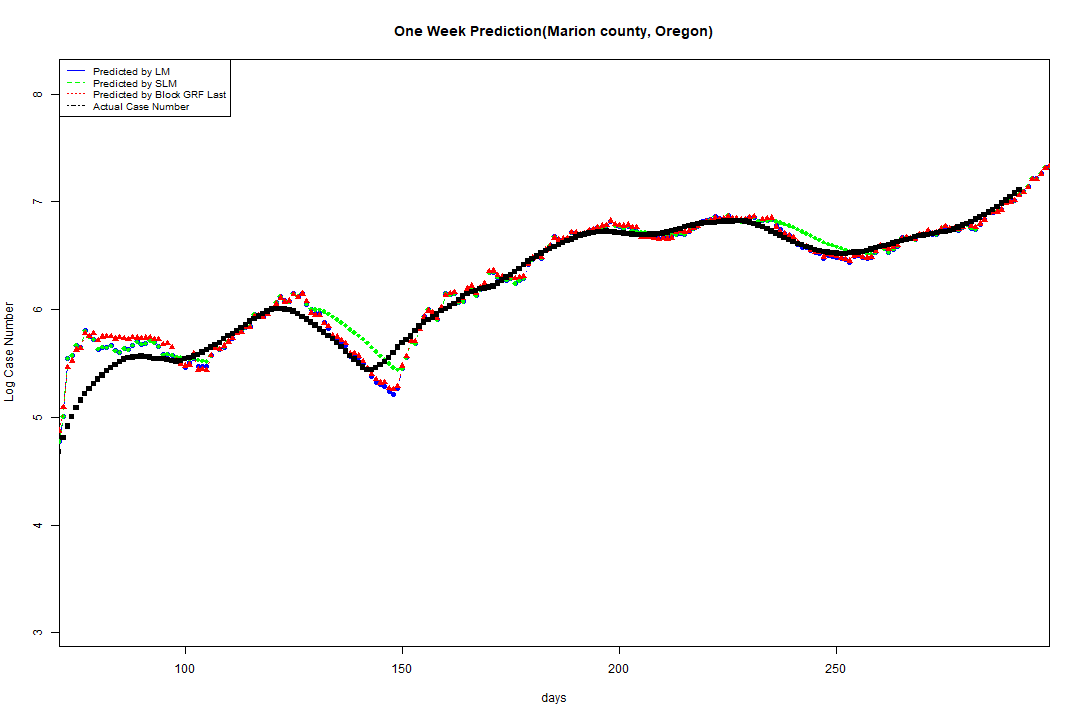 One Week Prediction(Marion county, Oregon)
Predicted by LM
Predicted by SLM
Predicted by Block GRF Last
Actual Case Number
8
7
6
5
4
3
Log Case Number
100 150 200 250
days